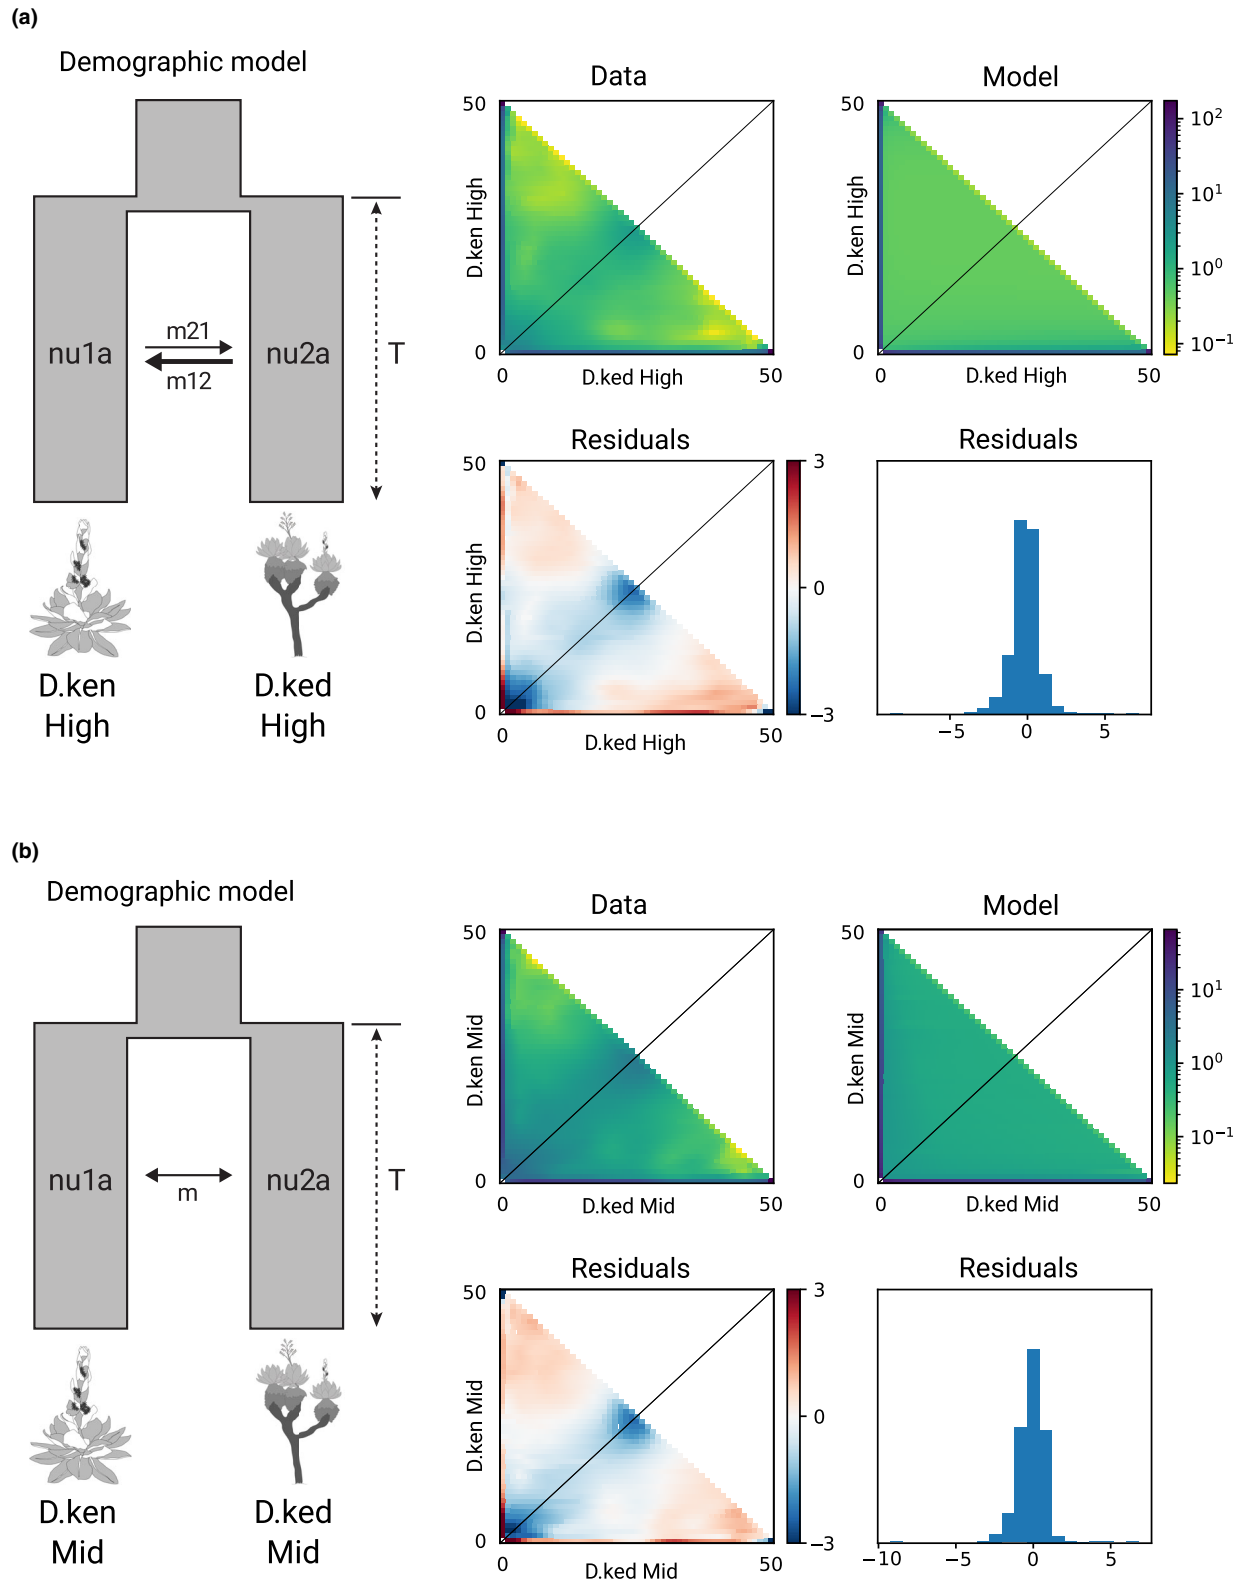 (a)
Demographic model
nu1a
m21
m12
nu2a
T
D.ken
High
D.ked
High
Data
50
D.ken High
0
0
D.ked High
50
Model
50
D.ken High
0
0
D.ked High
50
10²
10¹
10⁰
10⁻¹
Residuals
50
D.ken High
0
0
D.ked High
50
3
0
−3
Residuals
−5
0
5
(b)
Demographic model
nu1a
m
nu2a
T
D.ken
Mid
D.ked
Mid
Data
50
D.ken Mid
0
0
D.ked Mid
50
Model
50
D.ken Mid
0
0
D.ked Mid
50
10¹
10⁰
10⁻¹
Residuals
50
D.ken Mid
0
0
D.ked Mid
50
3
0
−3
Residuals
−10
−5
0
5